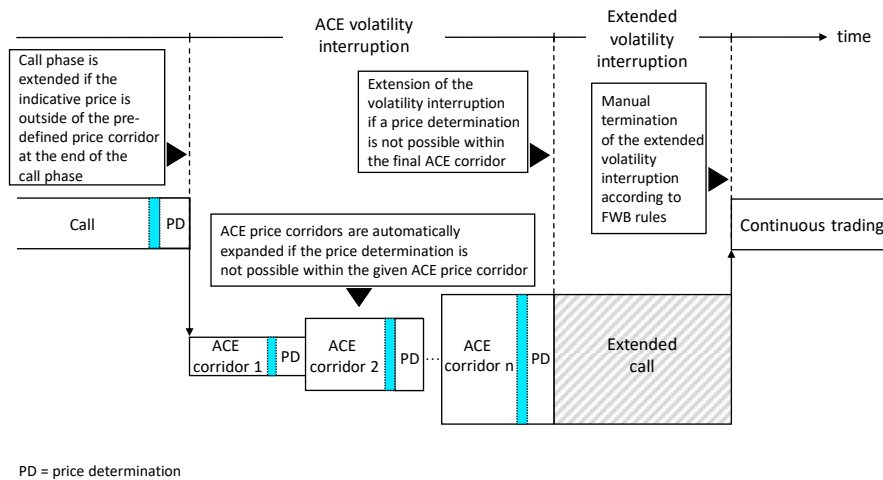 ACE volatility
interruption
Extended
volatility
interruption
time
Call phase is
extended if the
indicative price is
outside of the pre-
defined price corridor
at the end of the
call phase
Extension of the
volatility interruption
if a price determination
is not possible within
the final ACE corridor
Manual
termination
of the extended
volatility
interruption
according to
FWB rules
Call
PD
ACE price corridors are automatically
expanded if the price determination is
not possible within the given ACE price corridor
Continuous trading
ACE
corridor 1
PD
ACE
corridor 2
PD
...
ACE
corridor n
PD
Extended
call
PD = price determination